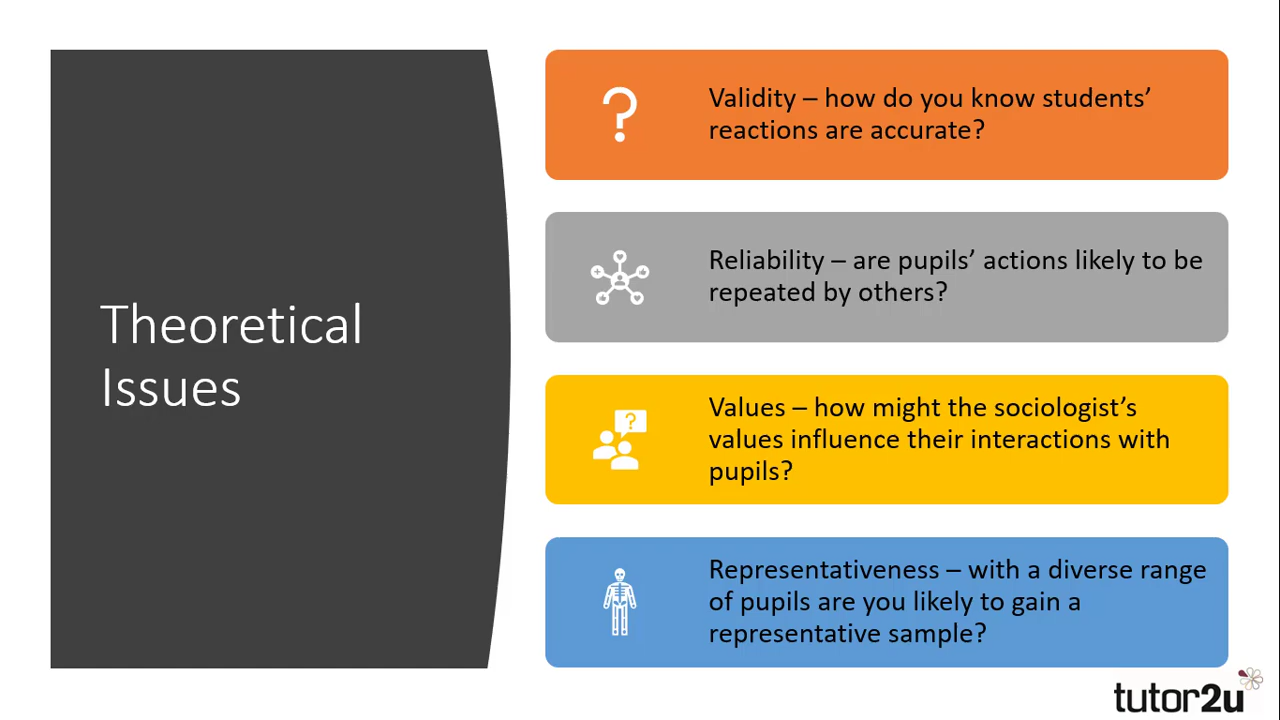 Theoretical
Issues
Validity – how do you know students’
reactions are accurate?
Reliability – are pupils’ actions likely to be
repeated by others?
Values – how might the sociologist’s
values influence their interactions with
pupils?
Representativeness – with a diverse range
of pupils are you likely to gain a
representative sample?
tutor2u